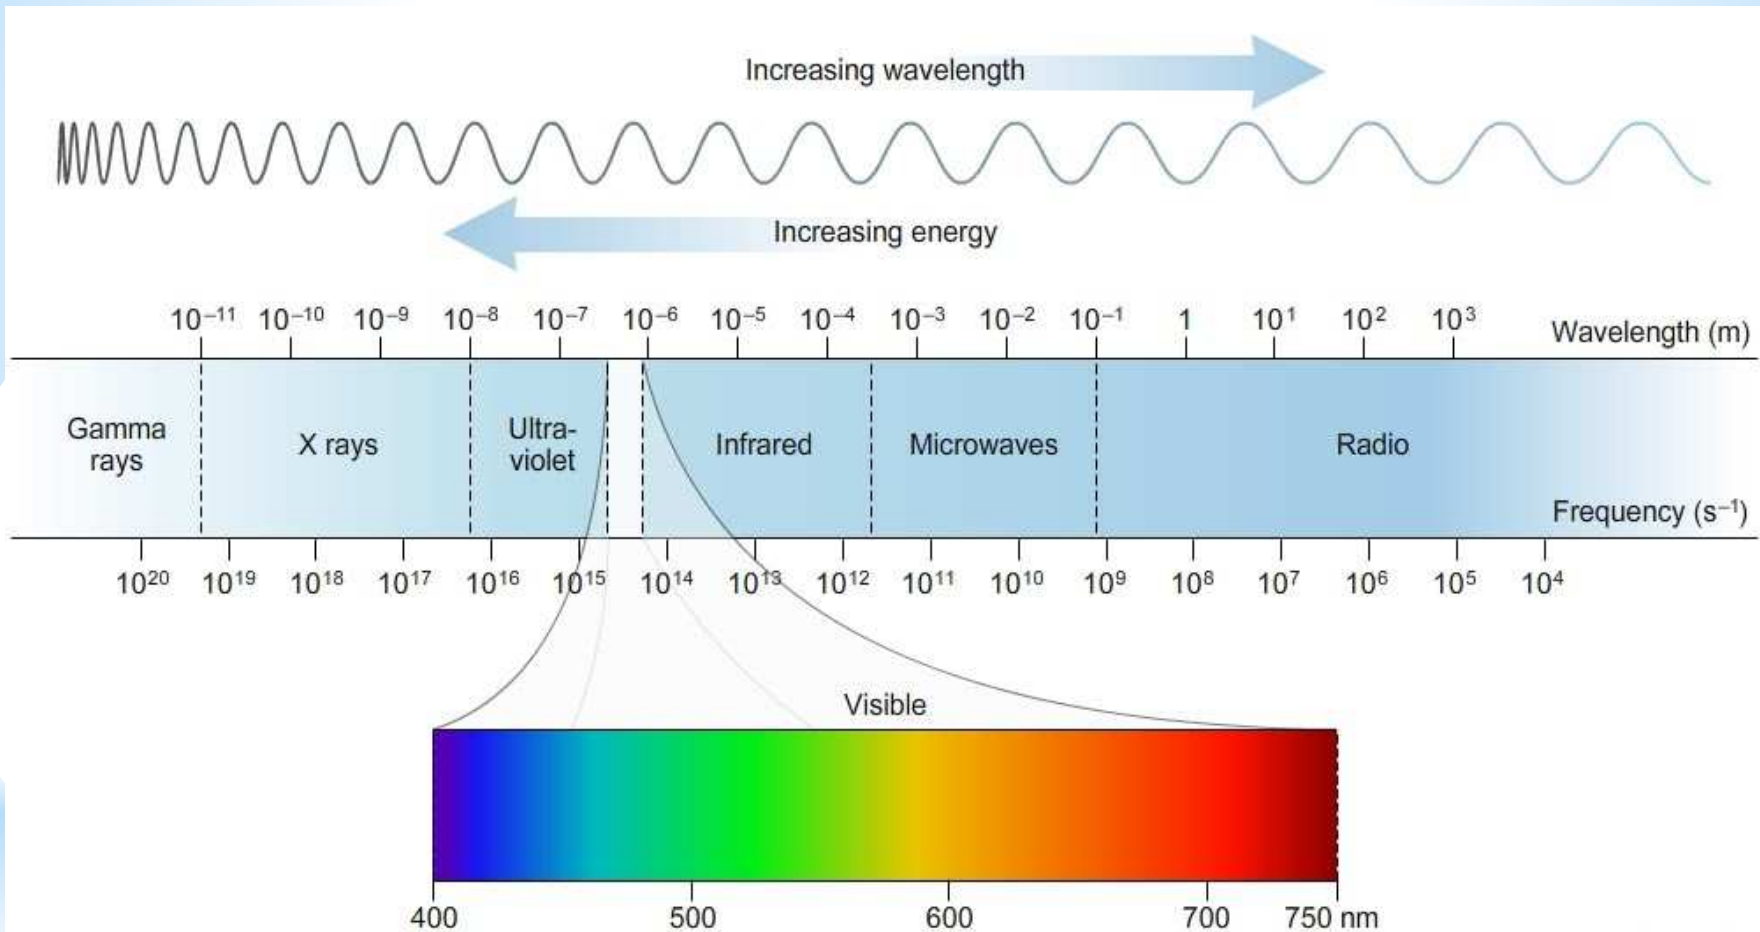 Increasing wavelength
Increasing energy
10⁻¹¹ 10⁻¹⁰ 10⁻⁹ 10⁻⁸ 10⁻⁷ 10⁻⁶ 10⁻⁵ 10⁻⁴ 10⁻³ 10⁻² 10⁻¹ 1 10¹ 10² 10³ Wavelength (m)
Gamma
rays
X rays
Ultra-
violet
Infrared
Microwaves
Radio
Frequency (s⁻¹)
10²⁰ 10¹⁹ 10¹⁸ 10¹⁷ 10¹⁶ 10¹⁵ 10¹⁴ 10¹³ 10¹² 10¹¹ 10¹⁰ 10⁹ 10⁸ 10⁷ 10⁶ 10⁵ 10⁴
Visible
400 500 600 700 750 nm